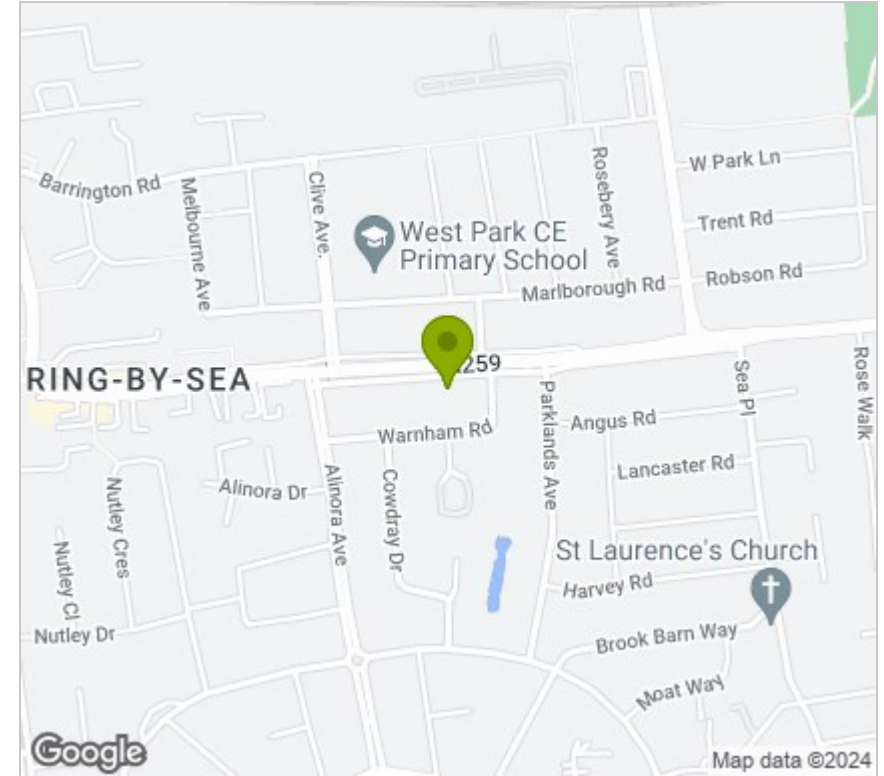 W Park Ln
Barrington Rd
Melbourne Ave
Clive Ave.
Rosebery Ave
Trent Rd
West Park CE
Primary School
Robson Rd
Marlborough Rd
259
RING-BY-SEA
Sea Pl
Rose Walk
Parklands Ave
Angus Rd
Warnham Rd
Lancaster Rd
Alinora Dr
Alinora Ave
Cowdray Dr
Nutley Cres
St Laurence's Church
Nutley Cl
Harvey Rd
Nutley Dr
Brook Barn Way
Moat Way
Google
Map data ©2024